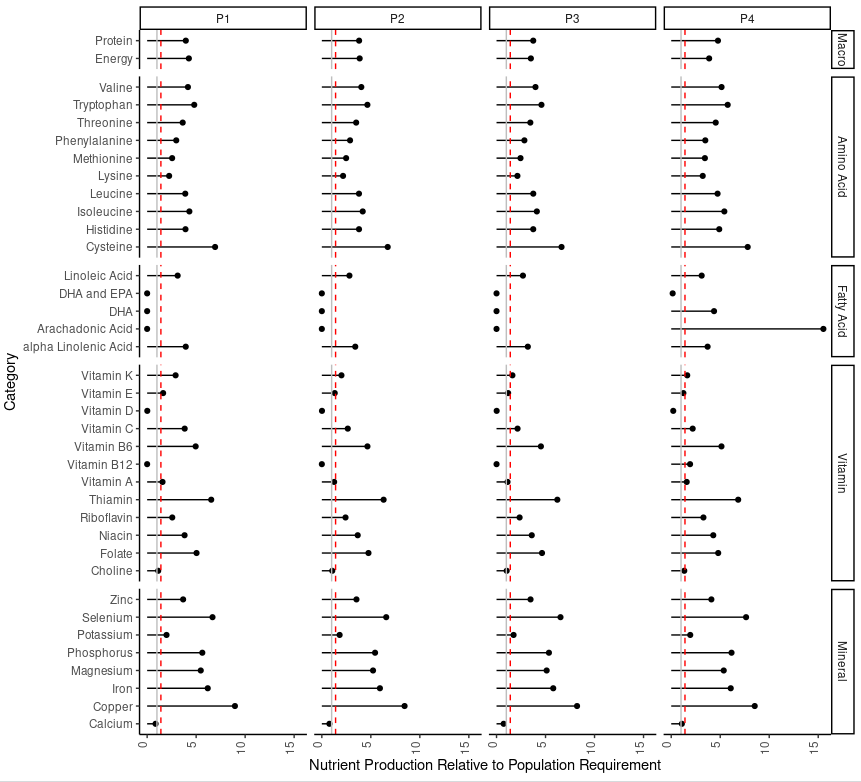 P1 P2 P3 P4
Macro
Protein
Energy
Amino Acid
Valine
Tryptophan
Threonine
Phenylalanine
Methionine
Lysine
Leucine
Isoleucine
Histidine
Cysteine
Fatty Acid
Linoleic Acid
DHA and EPA
DHA
Arachadonic Acid
alpha Linolenic Acid
Category
Vitamin
Vitamin K
Vitamin E
Vitamin D
Vitamin C
Vitamin B6
Vitamin B12
Vitamin A
Thiamin
Riboflavin
Niacin
Folate
Choline
Mineral
Zinc
Selenium
Potassium
Phosphorus
Magnesium
Iron
Copper
Calcium
0 5 10 15 0 5 10 15 0 5 10 15 0 5 10 15
Nutrient Production Relative to Population Requirement